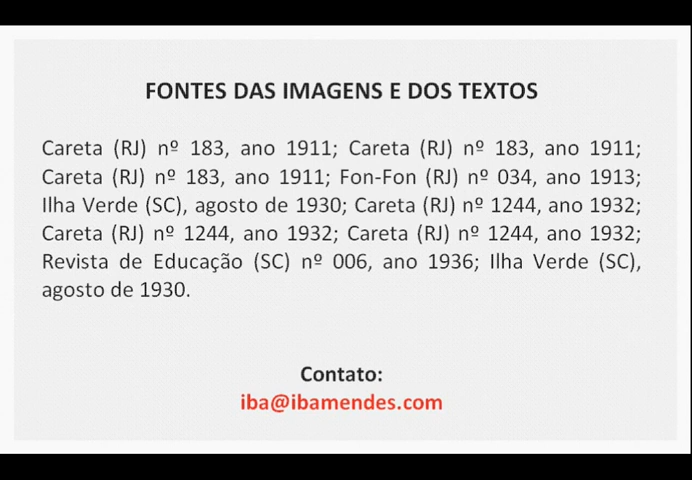 FONTES DAS IMAGENS E DOS TEXTOS
Careta (RJ) nº 183, ano 1911; Careta (RJ) nº 183, ano 1911;
Careta (RJ) nº 183, ano 1911; Fon-Fon (RJ) nº 034, ano 1913;
Ilha Verde (SC), agosto de 1930; Careta (RJ) nº 1244, ano 1932;
Careta (RJ) nº 1244, ano 1932; Careta (RJ) nº 1244, ano 1932;
Revista de Educação (SC) nº 006, ano 1936; Ilha Verde (SC),
agosto de 1930.
Contato:
iba@ibamendes.com